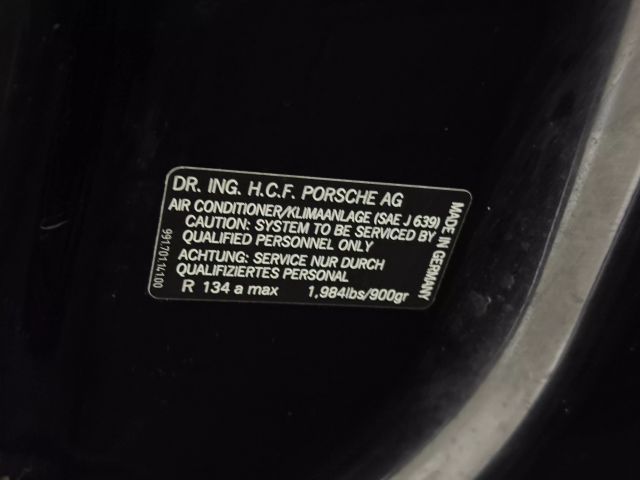 DR. ING. H.C.F. PORSCHE AG
AIR CONDITIONER/KLIMAANLAGE (SAE J 639)
CAUTION: SYSTEM TO BE SERVICED BY
QUALIFIED PERSONNEL ONLY
ACHTUNG: SERVICE NUR DURCH
QUALIFIZIERTES PERSONAL
R 134 a max 1,984lbs/900gr
MADE IN GERMANY
99170114100